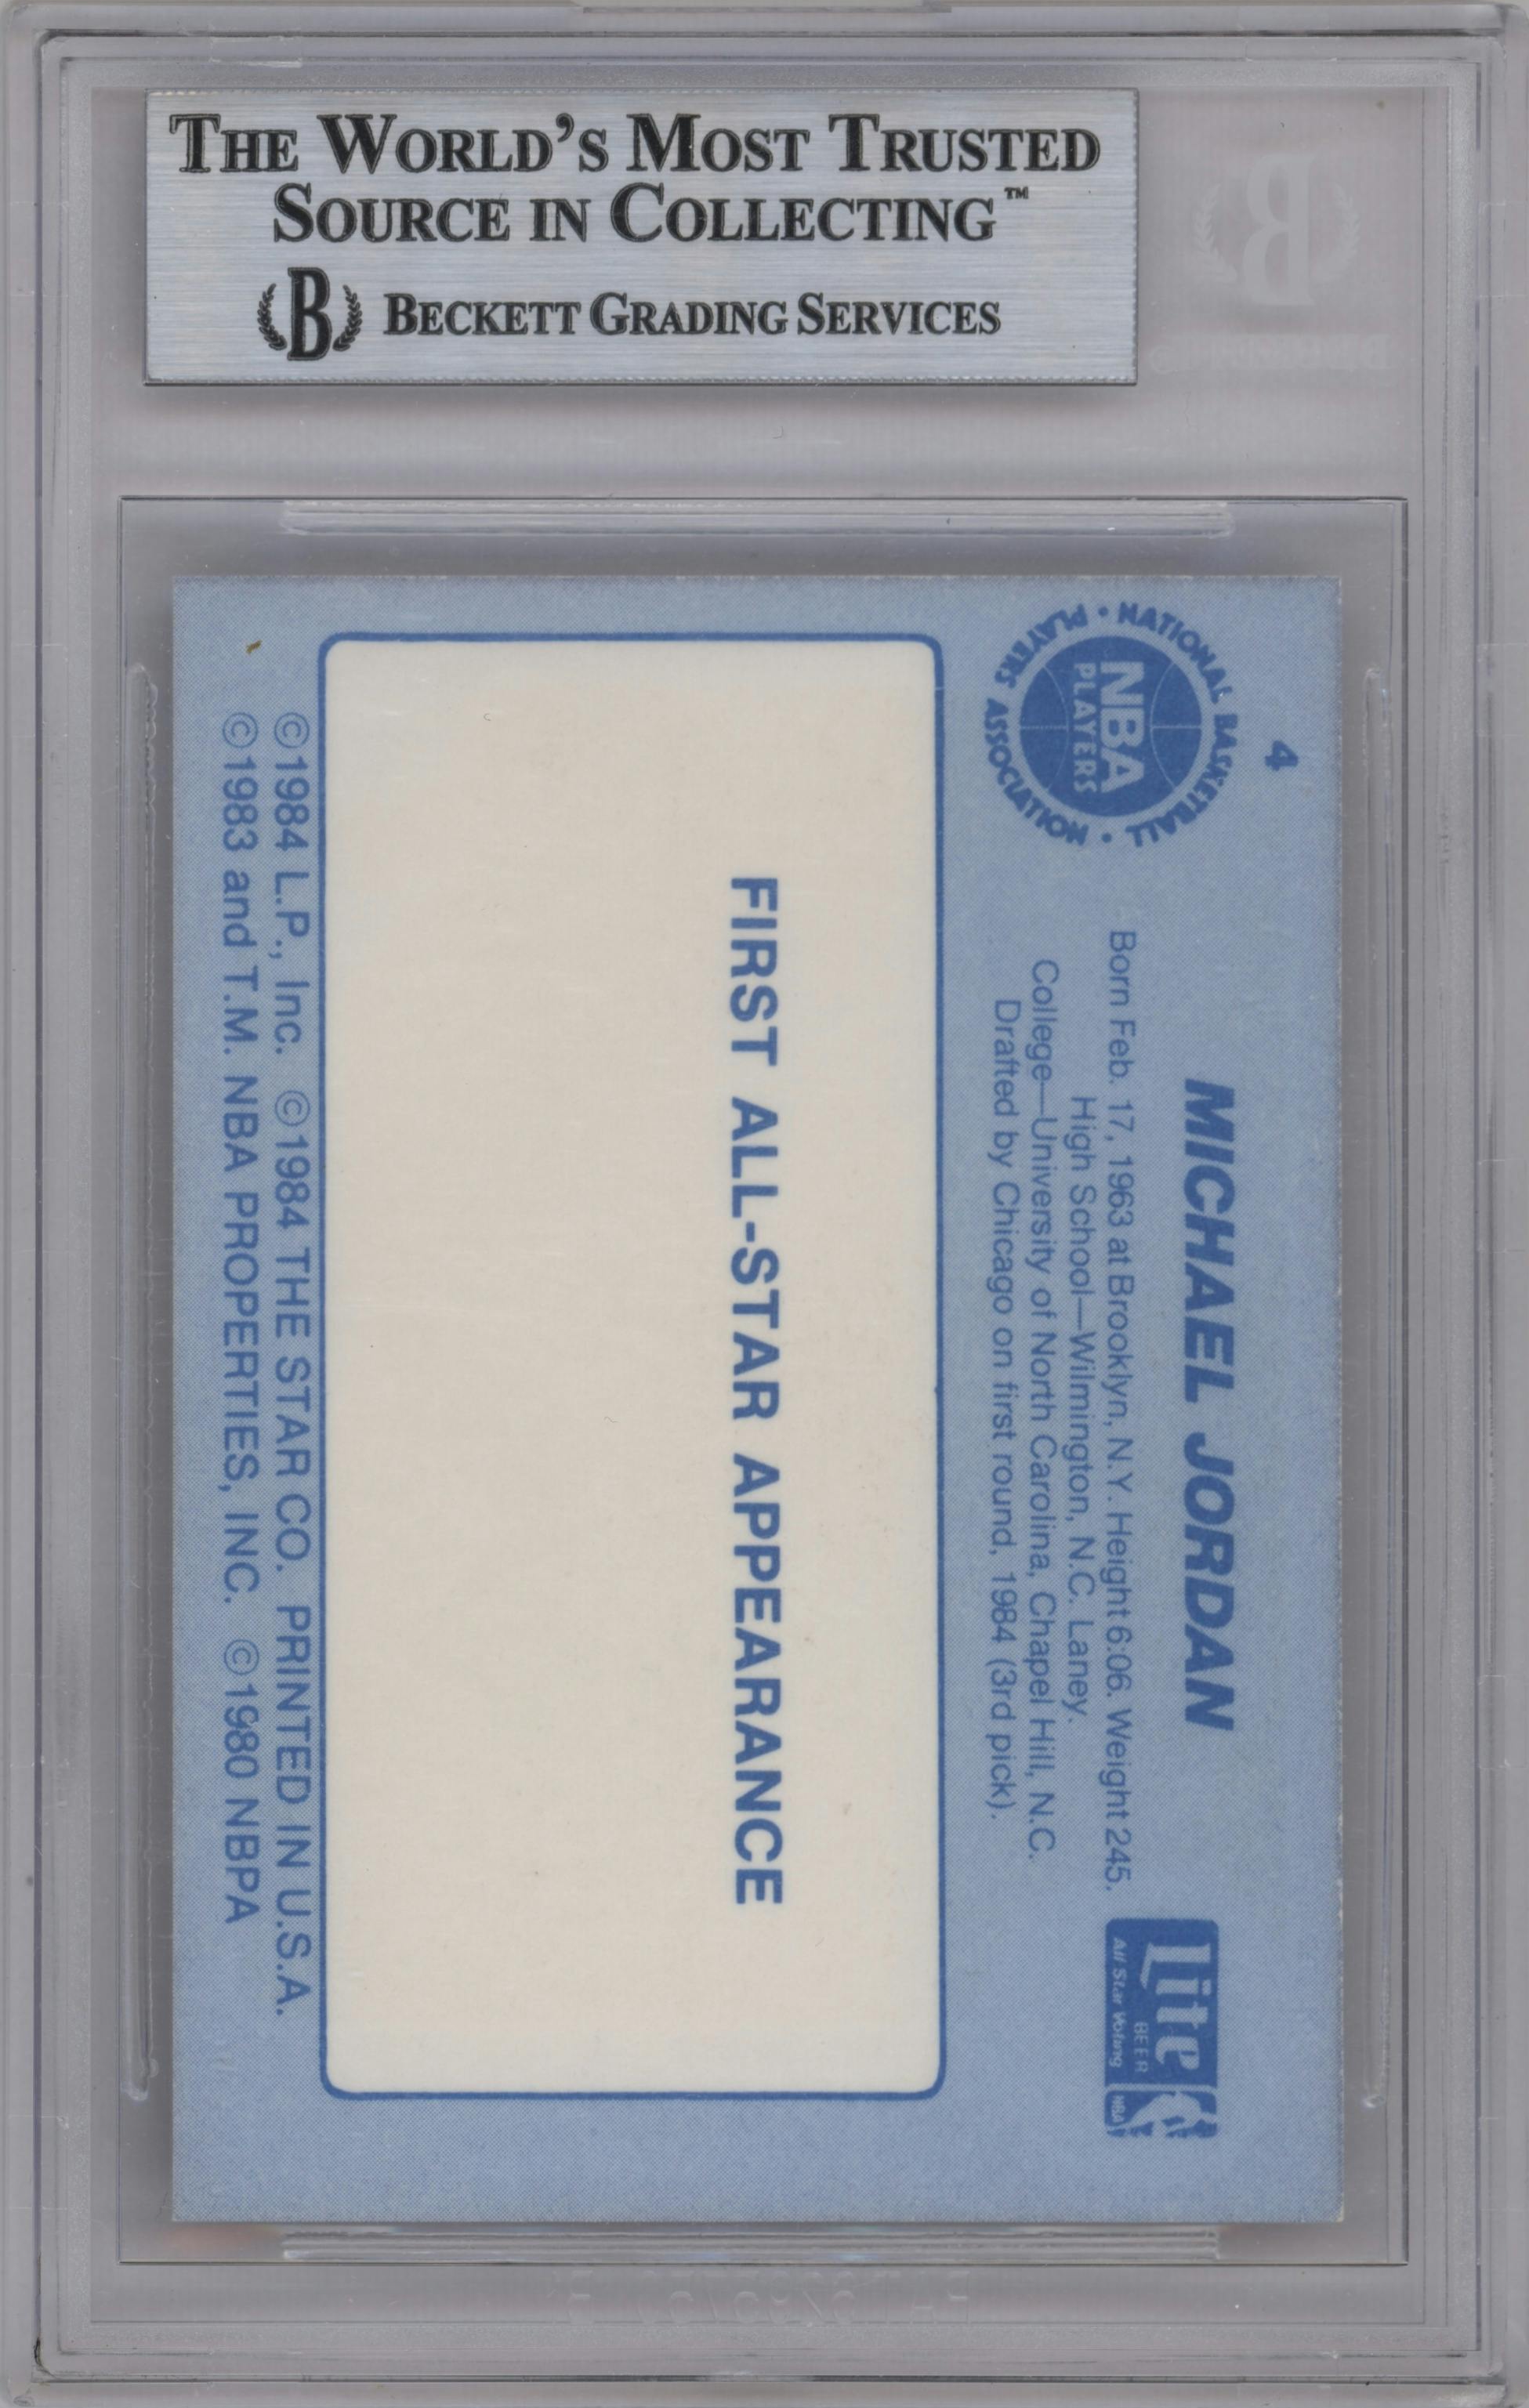 THE WORLD'S MOST TRUSTED
SOURCE IN COLLECTING™
B BECKETT GRADING SERVICES
4
NATIONAL BASKETBALL • PLAYERS ASSOCIATION •
NBA
PLAYERS
MICHAEL JORDAN
Born Feb. 17, 1963 at Brooklyn, N.Y. Height 6:06. Weight 245.
High School—Wilmington, N.C. Laney.
College—University of North Carolina, Chapel Hill, N.C.
Drafted by Chicago on first round, 1984 (3rd pick).
Lite
BEER
All Star Voting
NBA
FIRST ALL-STAR APPEARANCE
©1984 L.P., Inc. ©1984 THE STAR CO. PRINTED IN U.S.A.
©1983 and T.M. NBA PROPERTIES, INC. ©1980 NBPA